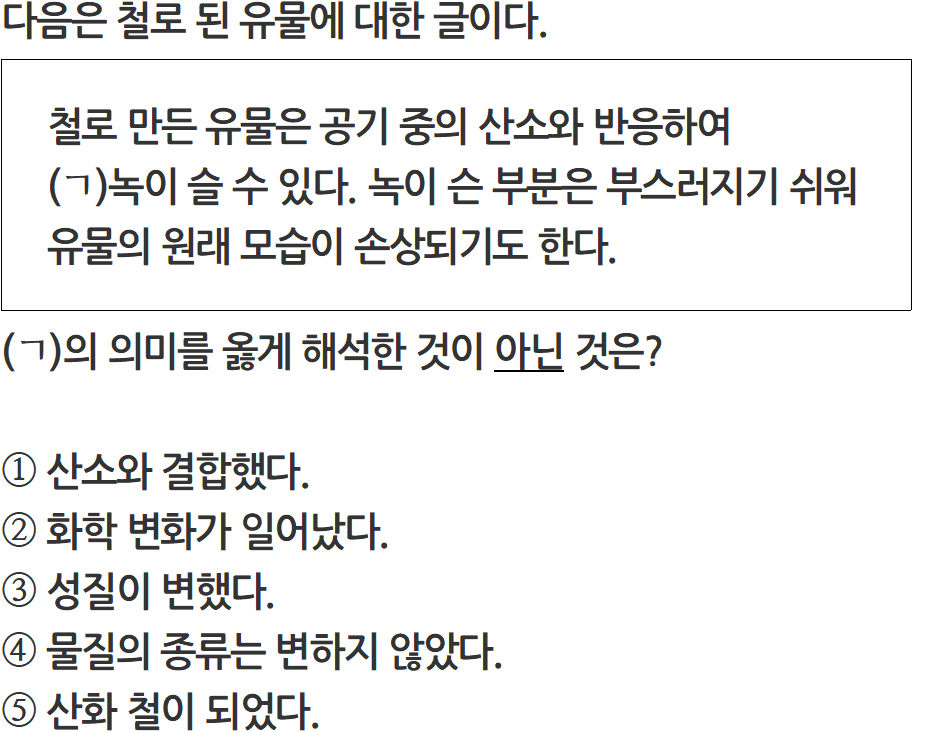 다음은 철로 된 유물에 대한 글이다.
철로 만든 유물은 공기 중의 산소와 반응하여
(ㄱ)녹이 슬 수 있다. 녹이 슨 부분은 부스러지기 쉬워
유물의 원래 모습이 손상되기도 한다.
(ㄱ)의 의미를 옳게 해석한 것이 아닌 것은?
① 산소와 결합했다.
② 화학 변화가 일어났다.
③ 성질이 변했다.
④ 물질의 종류는 변하지 않았다.
⑤ 산화 철이 되었다.